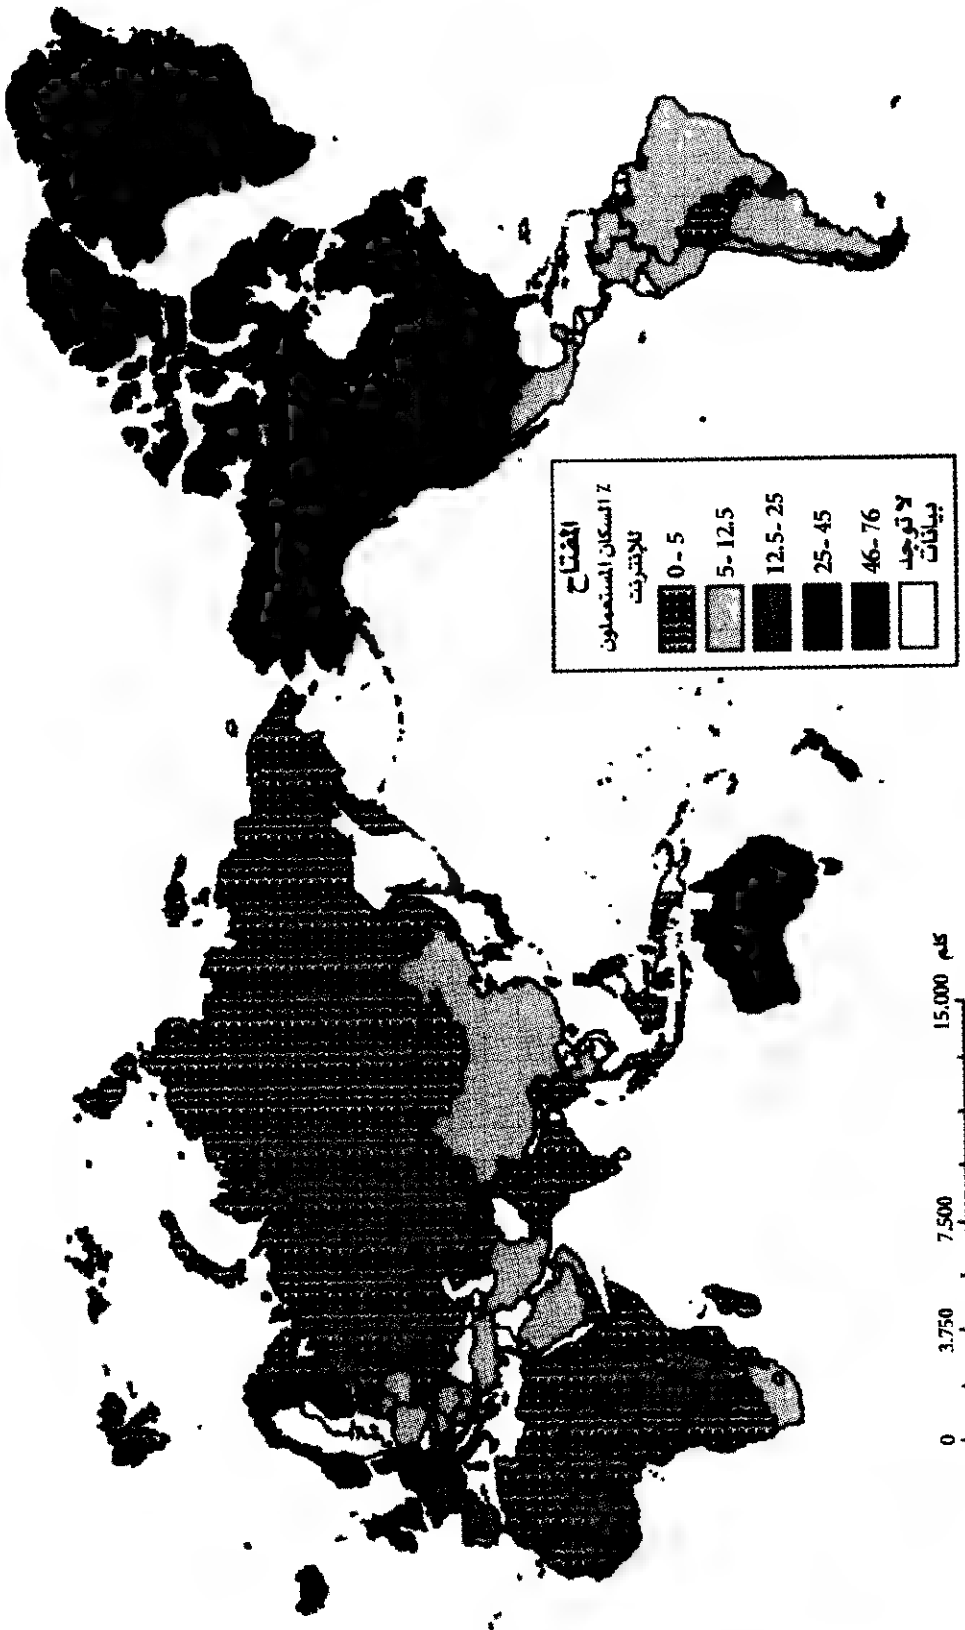 المفتاح
٪ السكان المستعملون
للإنترنت
0 - 5
5 - 12.5
12.5 - 25
25 - 45
46 - 76
لا توجد
بيانات
0 3.750 7.500 15.000 كلم